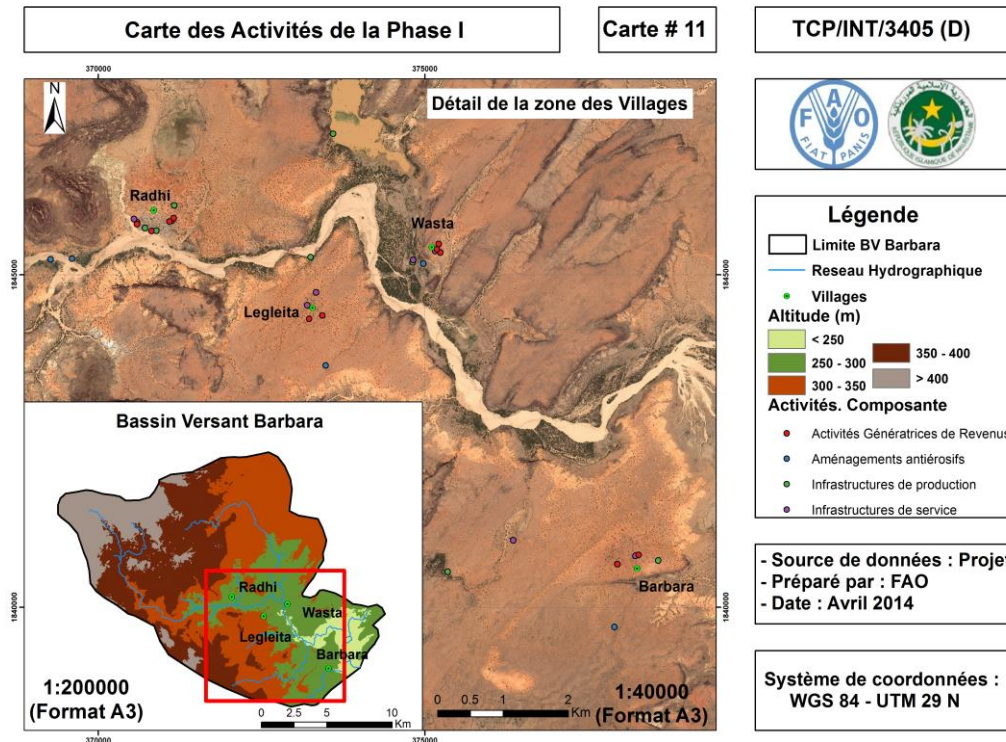 Carte des Activités de la Phase I
Carte # 11
TCP/INT/3405 (D)
370000
375000
N
Détail de la zone des Villages
Radhi
Wasta
Legleita
Barbara
1845000
1845000
1840000
1840000
Bassin Versant Barbara
Radhi
Wasta
Legleita
Barbara
1:200000
(Format A3)
0 2.5 5 10
Km
1:40000
(Format A3)
0 0.5 1 2
Km
370000
375000
F A O
FIAT PANIS
Légende
Limite BV Barbara
Reseau Hydrographique
Villages
Altitude (m)
< 250
250 - 300
300 - 350
350 - 400
> 400
Activités. Composante
Activités Génératrices de Revenus
Aménagements antiérosifs
Infrastructures de production
Infrastructures de service
- Source de données : Projet
- Préparé par : FAO
- Date : Avril 2014
Système de coordonnées :
WGS 84 - UTM 29 N